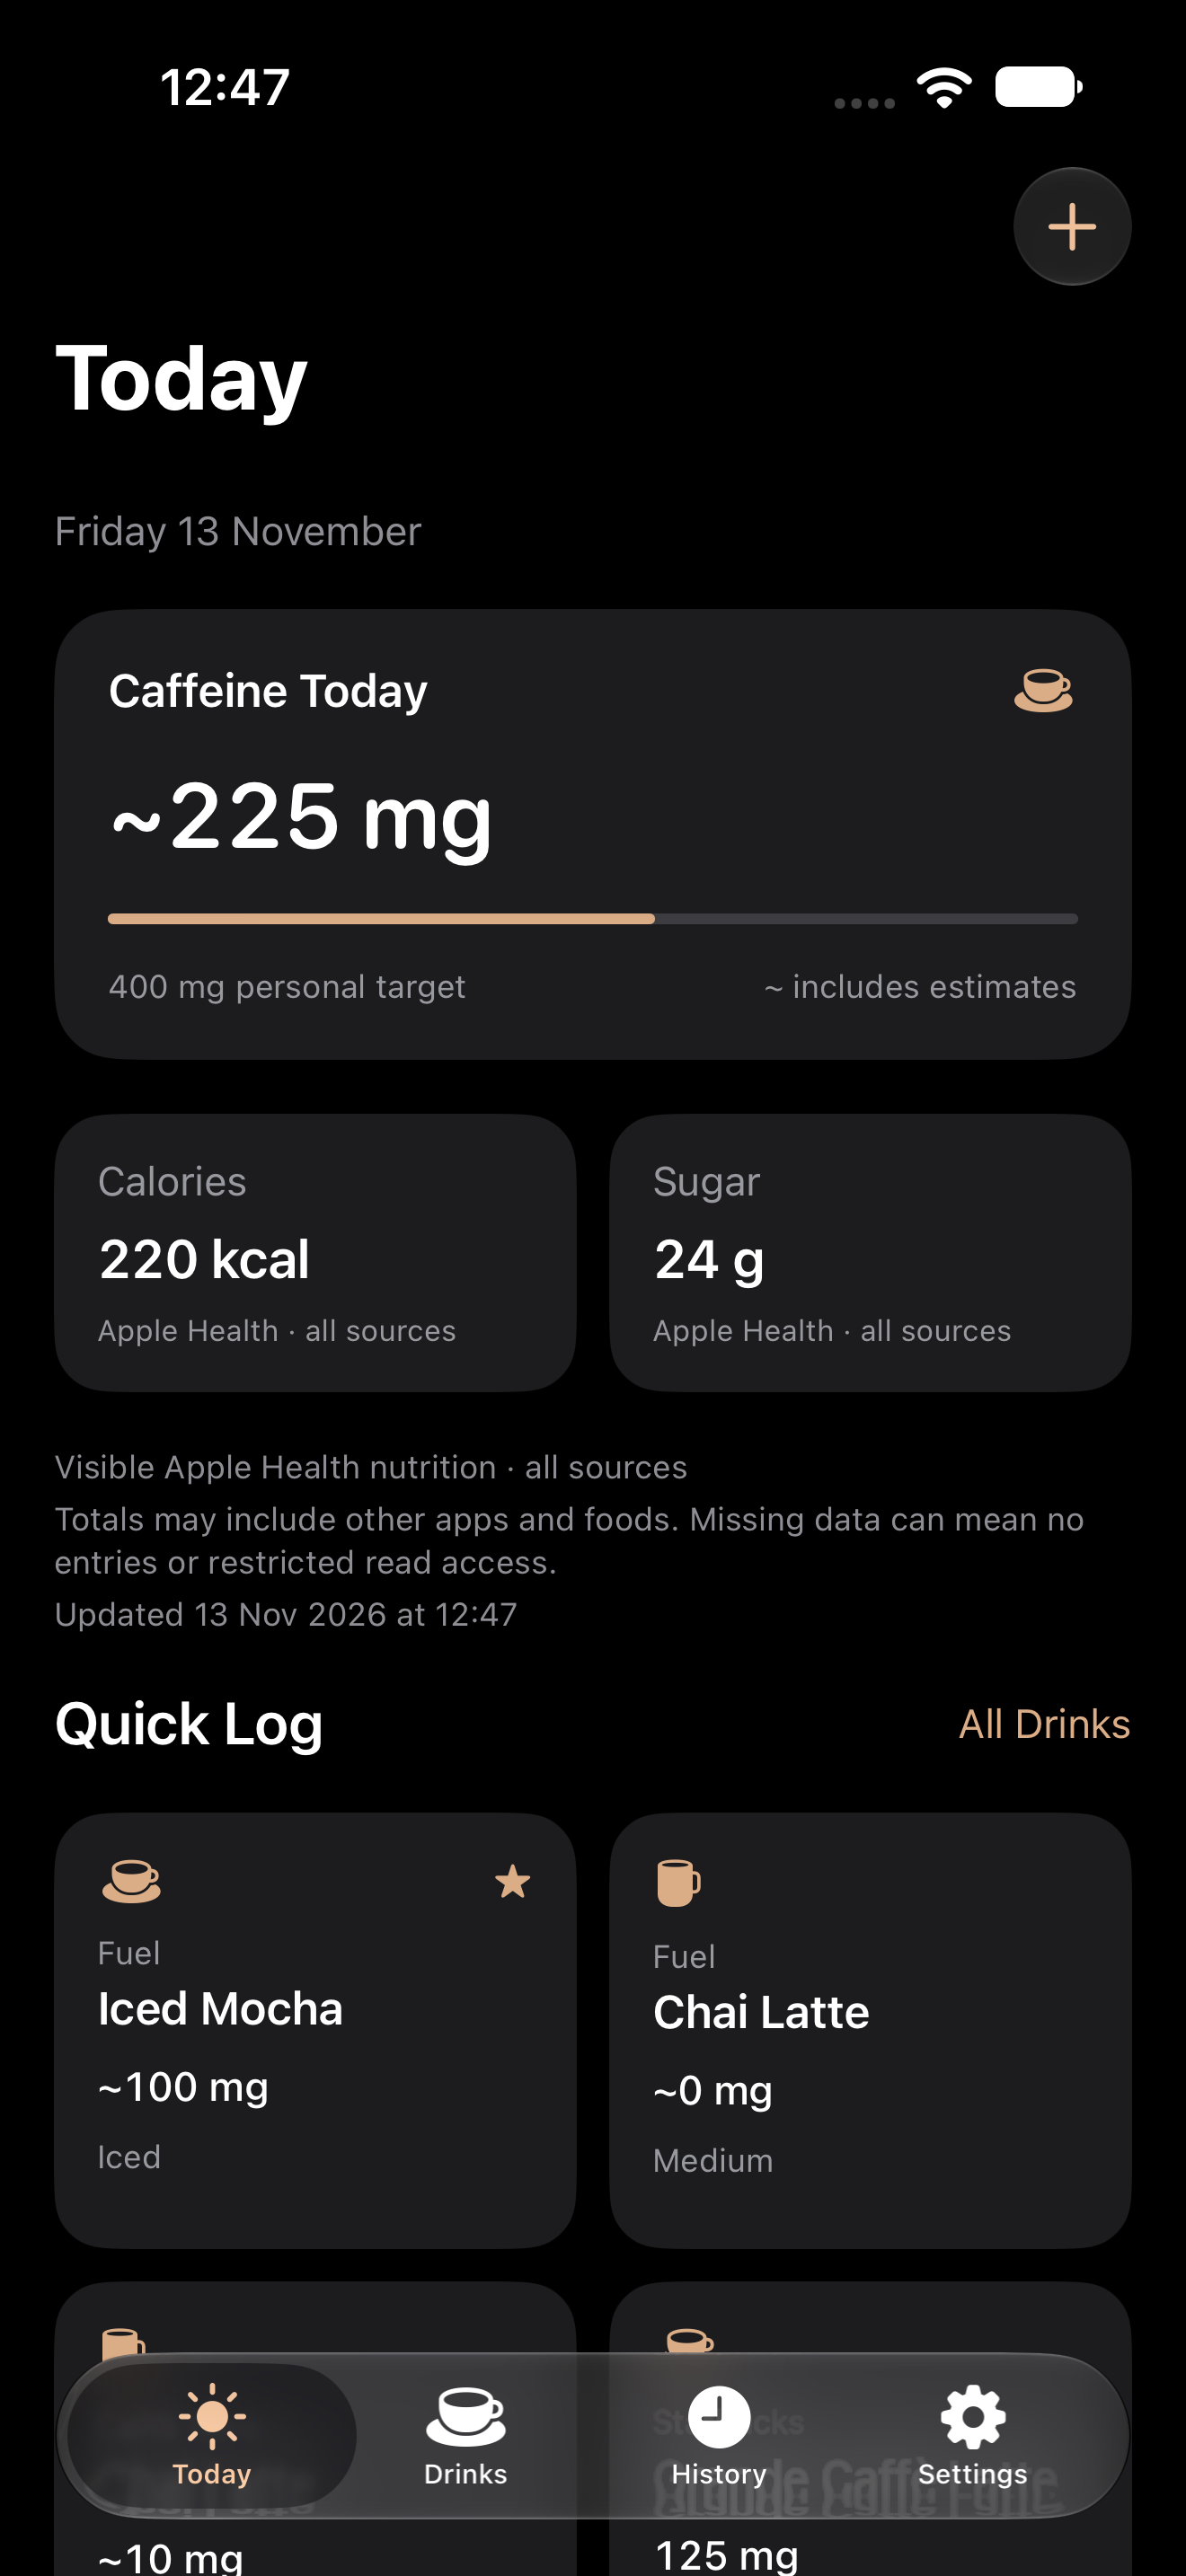 12:47
Today
Friday 13 November
Caffeine Today
~225 mg
400 mg personal target
~ includes estimates
Calories
220 kcal
Apple Health · all sources
Sugar
24 g
Apple Health · all sources
Visible Apple Health nutrition · all sources
Totals may include other apps and foods. Missing data can mean no
entries or restricted read access.
Updated 13 Nov 2026 at 12:47
Quick Log
All Drinks
Fuel
Iced Mocha
~100 mg
Iced
Fuel
Chai Latte
~0 mg
Medium
Today
Drinks
History
Settings
~10 mg
125 mg